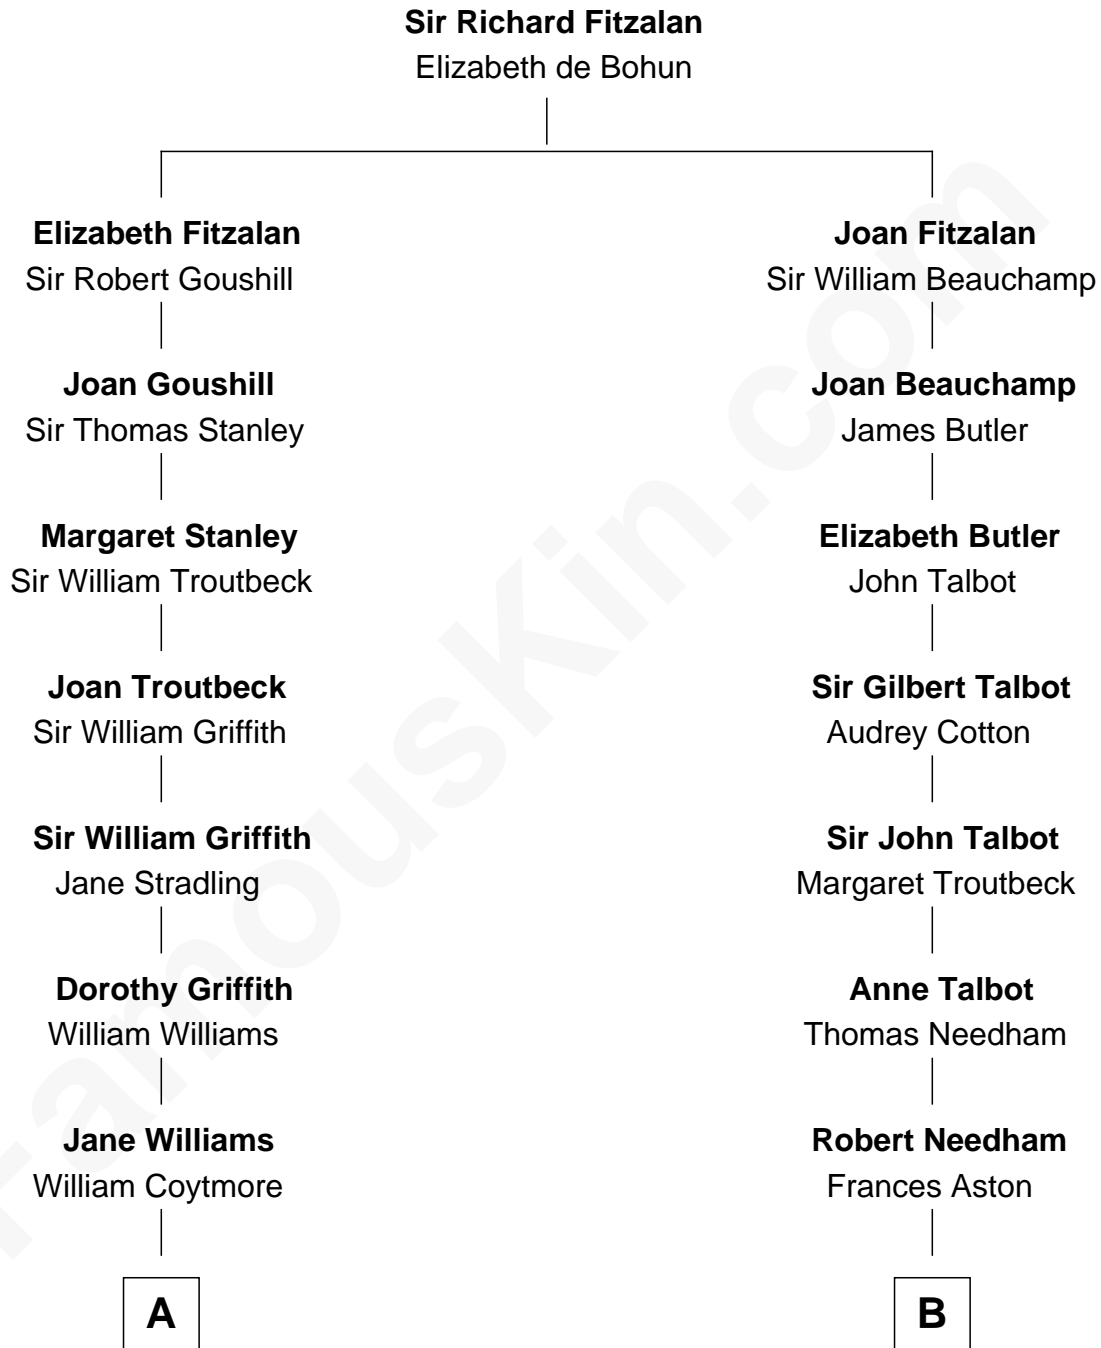 Sir Richard Fitzalan
Elizabeth de Bohun
Elizabeth Fitzalan
Sir Robert Goushill
Joan Fitzalan
Sir William Beauchamp
Joan Goushill
Sir Thomas Stanley
Joan Beauchamp
James Butler
Margaret Stanley
Sir William Troutbeck
Elizabeth Butler
John Talbot
Joan Troutbeck
Sir William Griffith
Sir Gilbert Talbot
Audrey Cotton
Sir William Griffith
Jane Stradling
Sir John Talbot
Margaret Troutbeck
Dorothy Griffith
William Williams
Anne Talbot
Thomas Needham
Jane Williams
William Coytmore
Robert Needham
Frances Aston
A
B
FamousKin.com